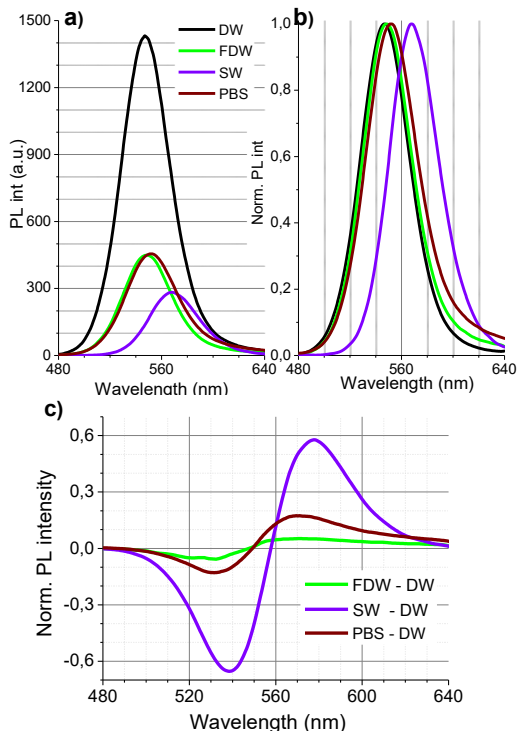 a)
1500
1200
900
600
300
0
PL int (a.u.)
DW
FDW
SW
PBS
480
560
640
Wavelength (nm)
b)
1,0
0,8
0,6
0,4
0,2
0,0
Norm. PL int
480
560
640
Wavelength (nm)
c)
0,6
0,3
0,0
-0,3
-0,6
Norm. PL intensity
FDW - DW
SW - DW
PBS - DW
480
520
560
600
640
Wavelength (nm)